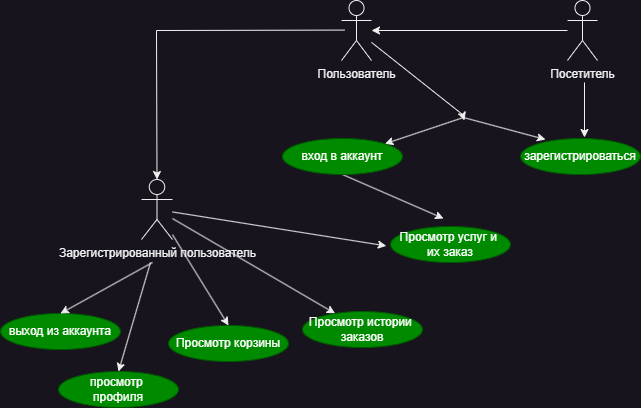 Пользователь
Посетитель
вход в аккаунт
зарегистрироваться
Просмотр услуг и
их заказ
Зарегистрированный пользователь
выход из аккаунта
Просмотр корзины
Просмотр истории
заказов
просмотр
профиля